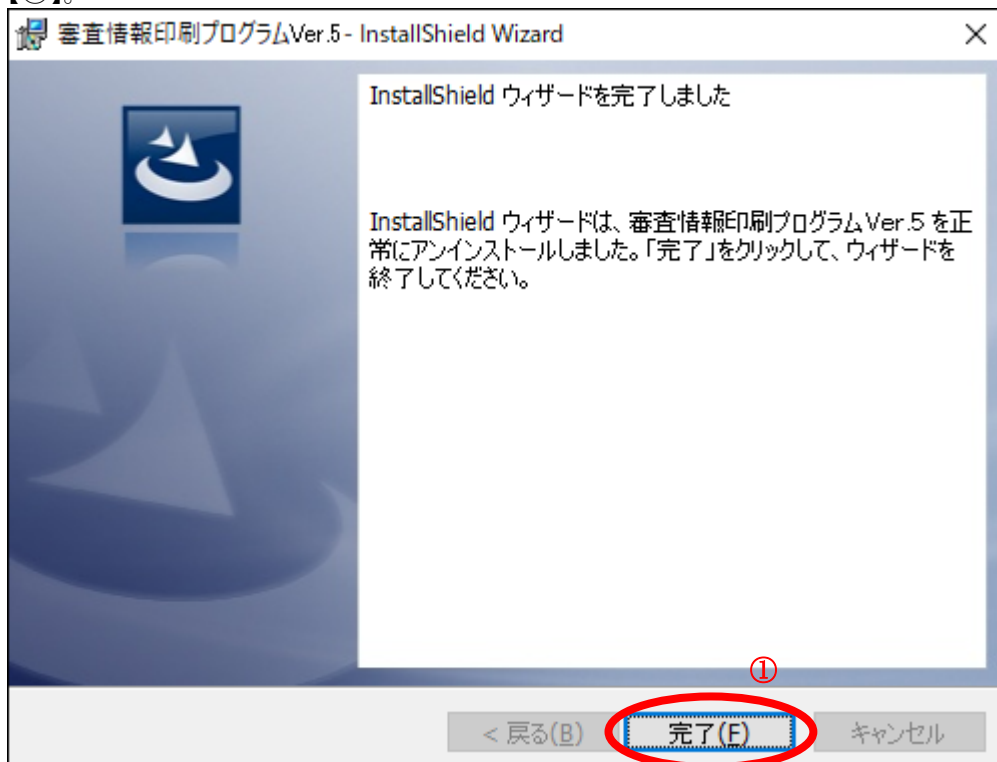 【①】。
審査情報印刷プログラムVer.5 - InstallShield Wizard
InstallShield ウィザードを完了しました
InstallShield ウィザードは、審査情報印刷プログラムVer.5 を正
常にアンインストールしました。「完了」をクリックして、ウィザードを
終了してください。
①
< 戻る(B)
完了(F)
キャンセル